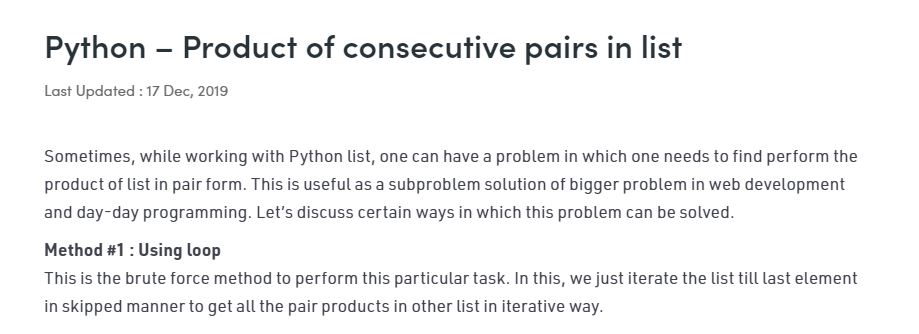 Python – Product of consecutive pairs in list
Last Updated : 17 Dec, 2019
Sometimes, while working with Python list, one can have a problem in which one needs to find perform the
product of list in pair form. This is useful as a subproblem solution of bigger problem in web development
and day-day programming. Let’s discuss certain ways in which this problem can be solved.
Method #1 : Using loop
This is the brute force method to perform this particular task. In this, we just iterate the list till last element
in skipped manner to get all the pair products in other list in iterative way.